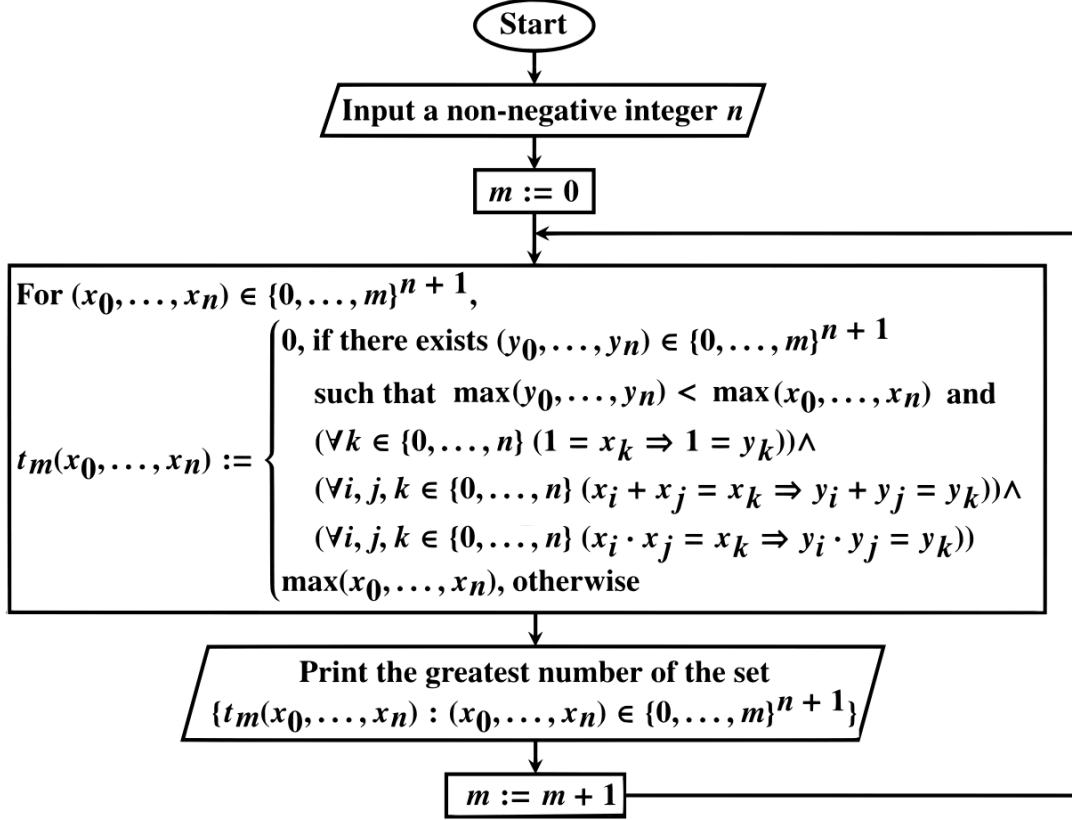 Start
Input a non-negative integer n
m := 0
For (x₀, . . . , xₙ) ∈ {0, . . . , m}ⁿ ⁺ ¹,
0, if there exists (y₀, . . . , yₙ) ∈ {0, . . . , m}ⁿ ⁺ ¹
such that max(y₀, . . . , yₙ) < max(x₀, . . . , xₙ) and
(∀k ∈ {0, . . . , n} (1 = xₖ ⇒ 1 = yₖ))∧
tₘ(x₀, . . . , xₙ) :=
(∀i, j, k ∈ {0, . . . , n} (xᵢ + xⱼ = xₖ ⇒ yᵢ + yⱼ = yₖ))∧
(∀i, j, k ∈ {0, . . . , n} (xᵢ · xⱼ = xₖ ⇒ yᵢ · yⱼ = yₖ))
max(x₀, . . . , xₙ), otherwise
Print the greatest number of the set
{tₘ(x₀, . . . , xₙ) : (x₀, . . . , xₙ) ∈ {0, . . . , m}ⁿ ⁺ ¹}
m := m + 1